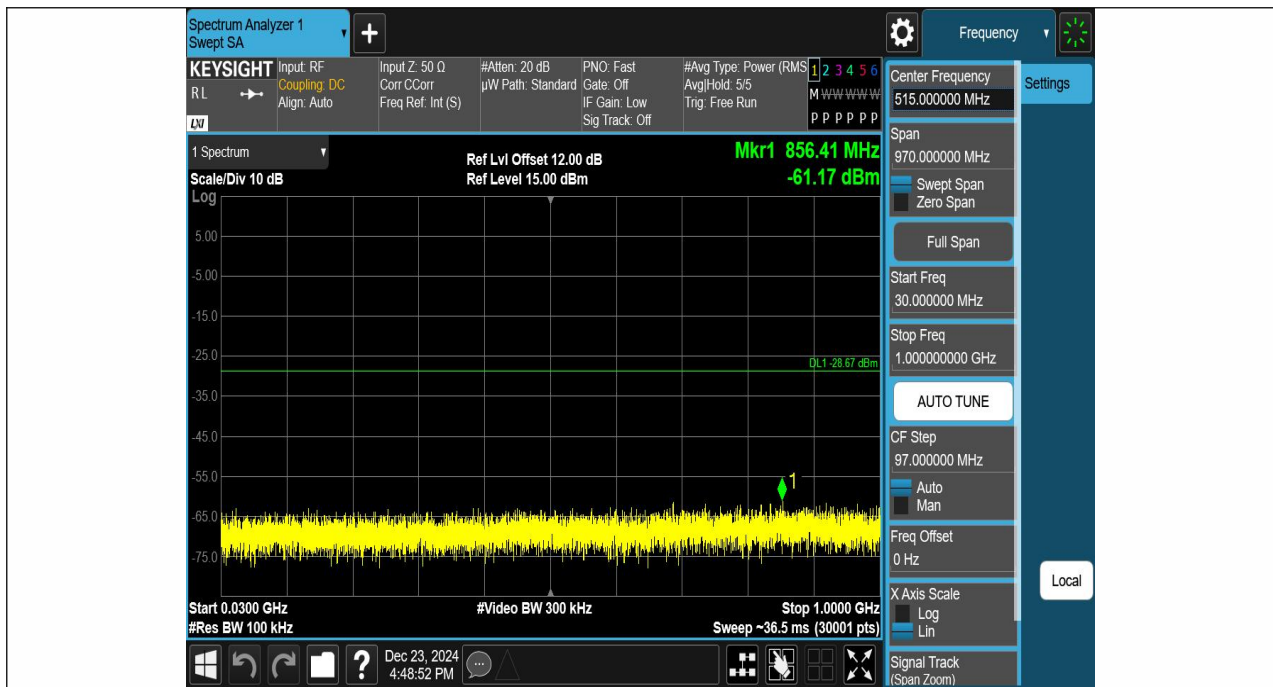 Spectrum Analyzer 1
Swept SA
+
Frequency
KEYSIGHT
RL
LXI
Input: RF
Coupling: DC
Align: Auto
Input Z: 50 Ω
Corr CCorr
Freq Ref: Int (S)
#Atten: 20 dB
µW Path: Standard
PNO: Fast
Gate: Off
IF Gain: Low
Sig Track: Off
#Avg Type: Power (RMS
Avg|Hold: 5/5
Trig: Free Run
1 2 3 4 5 6
M W W W W W
P P P P P P
1 Spectrum
Scale/Div 10 dB
Ref Lvl Offset 12.00 dB
Ref Level 15.00 dBm
Mkr1 856.41 MHz
-61.17 dBm
Log
5.00
-5.00
-15.0
-25.0
DL1 -28.67 dBm
-35.0
-45.0
-55.0
1
-65.0
-75.0
Start 0.0300 GHz
#Res BW 100 kHz
#Video BW 300 kHz
Stop 1.0000 GHz
Sweep ~36.5 ms (30001 pts)
Center Frequency
515.000000 MHz
Settings
Span
970.000000 MHz
Swept Span
Zero Span
Full Span
Start Freq
30.000000 MHz
Stop Freq
1.000000000 GHz
AUTO TUNE
CF Step
97.000000 MHz
Auto
Man
Freq Offset
0 Hz
Local
X Axis Scale
Log
Lin
Signal Track
(Span Zoom)
?
Dec 23, 2024
4:48:52 PM